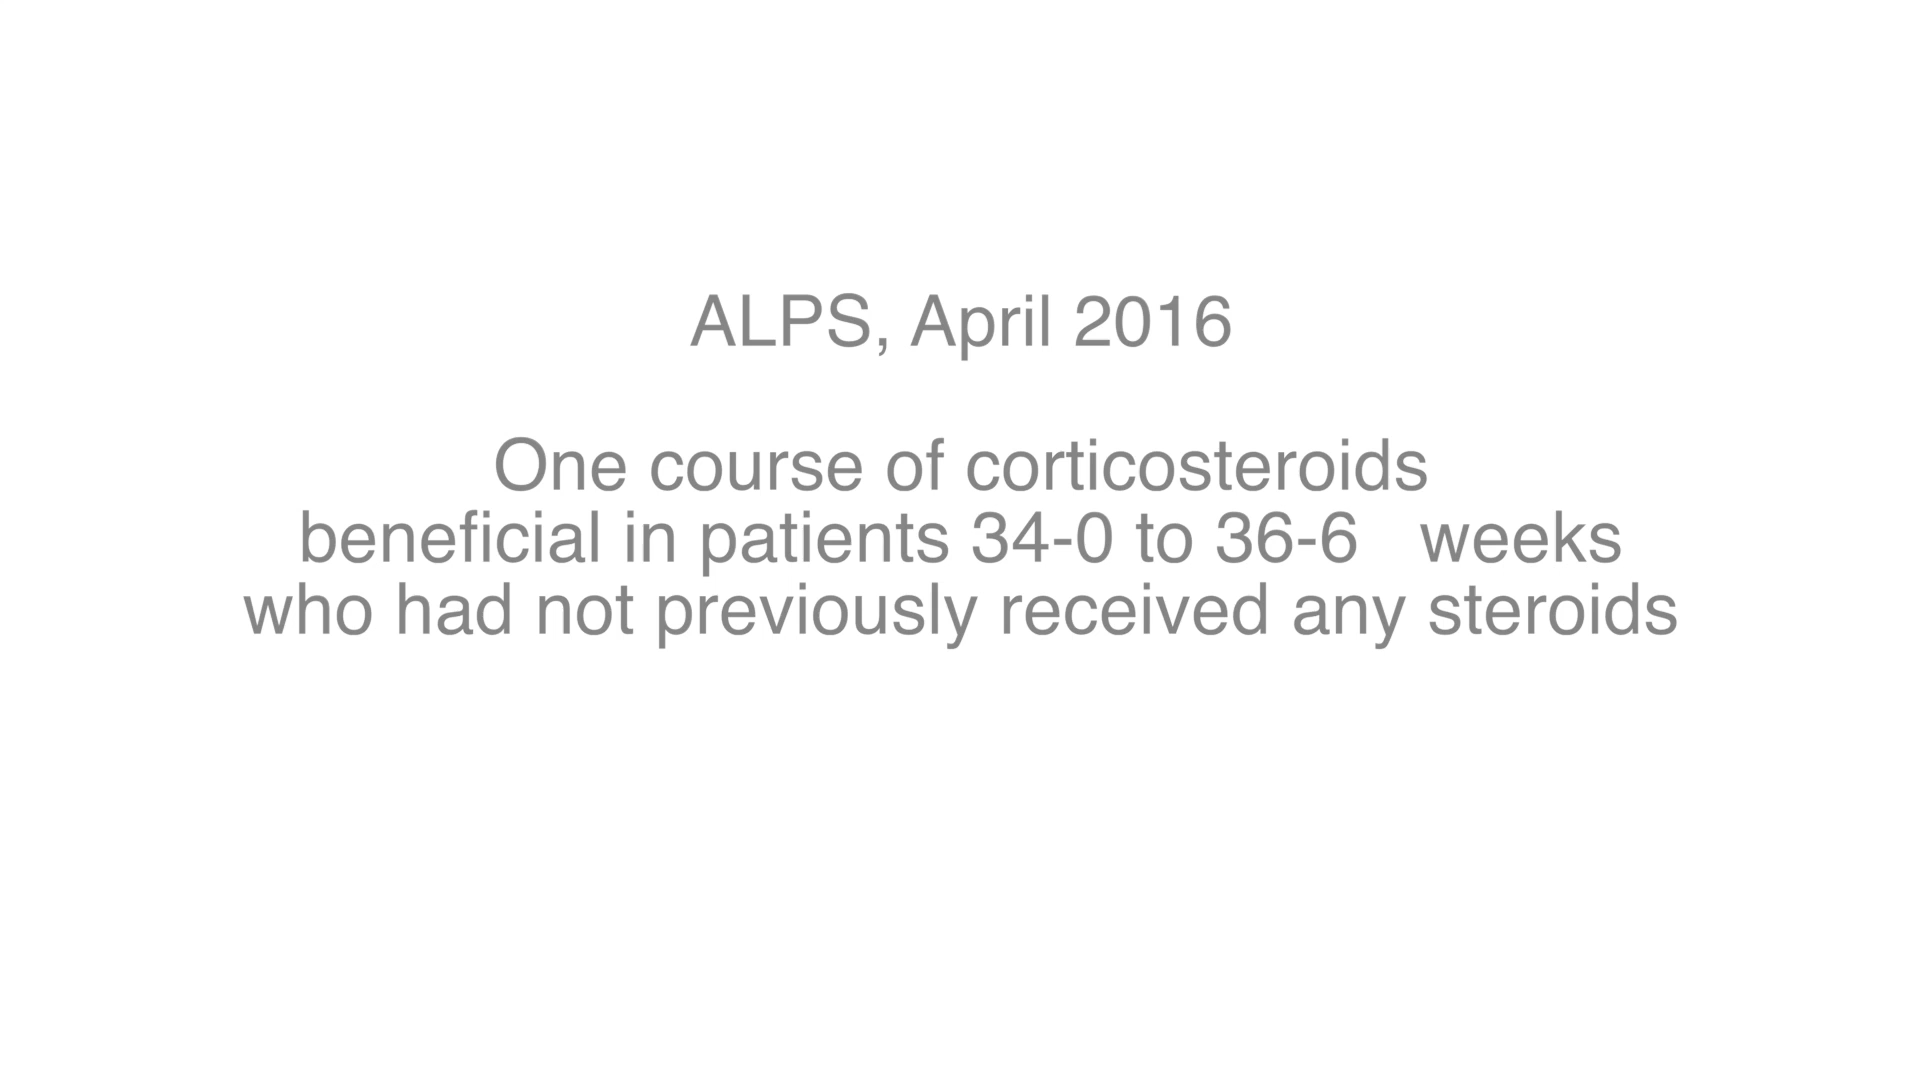 ALPS, April 2016
One course of corticosteroids
beneficial in patients 34-0 to 36-6 weeks
who had not previously received any steroids